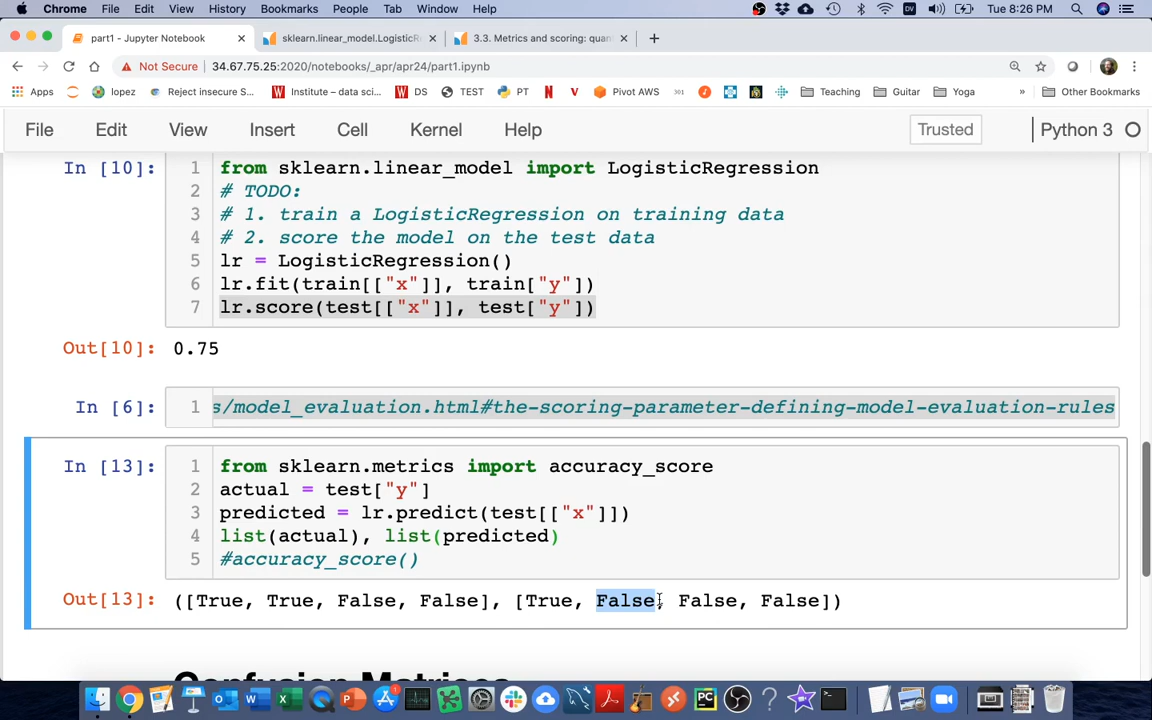 Chrome File Edit View History Bookmarks People Tab Window Help DV Tue 8:26 PM
part1 - Jupyter Notebook sklearn.linear_model.LogisticR 3.3. Metrics and scoring: quan
Not Secure 34.67.75.25:2020/notebooks/_apr/apr24/part1.ipynb
Apps lopez Reject insecure S... Institute – data sci... DS TEST PT Pivot AWS 301 Teaching Guitar Yoga » Other Bookmarks
File Edit View Insert Cell Kernel Help Trusted Python 3
In [10]: 1 from sklearn.linear_model import LogisticRegression
2 # TODO:
3 # 1. train a LogisticRegression on training data
4 # 2. score the model on the test data
5 lr = LogisticRegression()
6 lr.fit(train[["x"]], train["y"])
7 lr.score(test[["x"]], test["y"])
Out[10]: 0.75
In [6]: 1 s/model_evaluation.html#the-scoring-parameter-defining-model-evaluation-rules
In [13]: 1 from sklearn.metrics import accuracy_score
2 actual = test["y"]
3 predicted = lr.predict(test[["x"]])
4 list(actual), list(predicted)
5 #accuracy_score()
Out[13]: ([True, True, False, False], [True, False, False, False])
Confusion Matrices